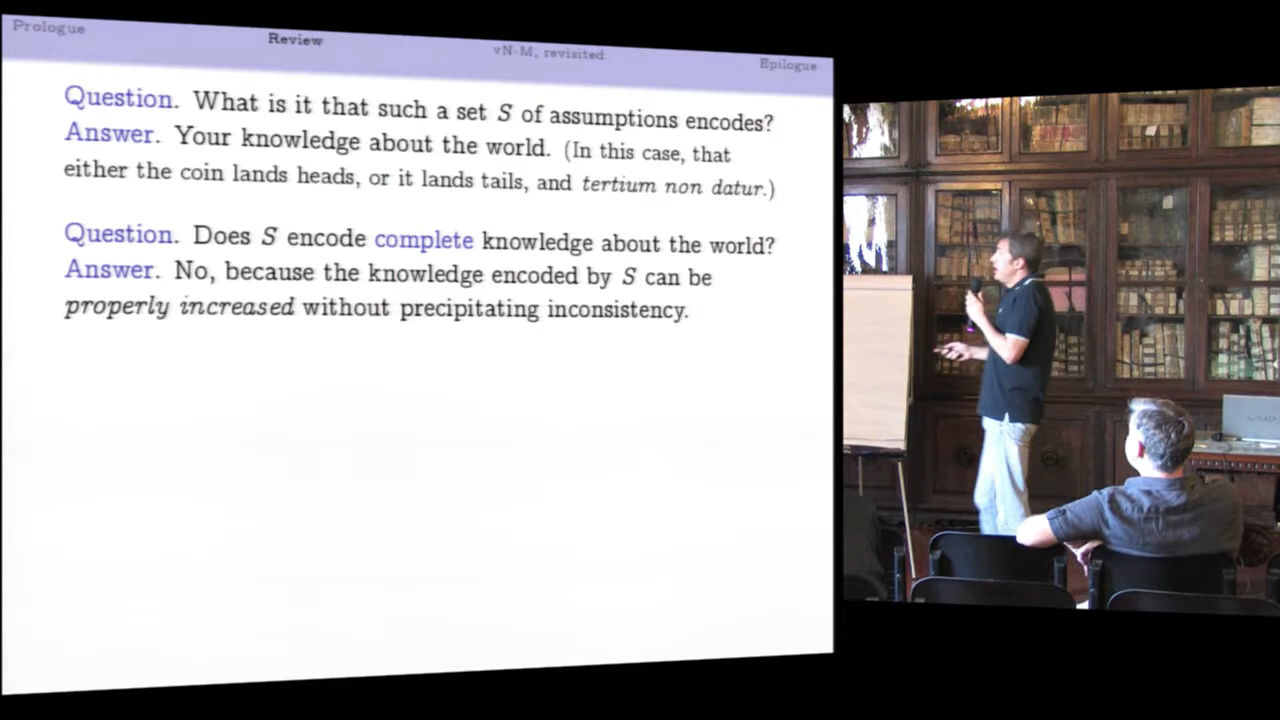 Prologue
Review
vN-M, revisited
Epilogue
Question. What is it that such a set S of assumptions encodes?
Answer. Your knowledge about the world. (In this case, that
either the coin lands heads, or it lands tails, and tertium non datur.)
Question. Does S encode complete knowledge about the world?
Answer. No, because the knowledge encoded by S can be
properly increased without precipitating inconsistency.
VAIO